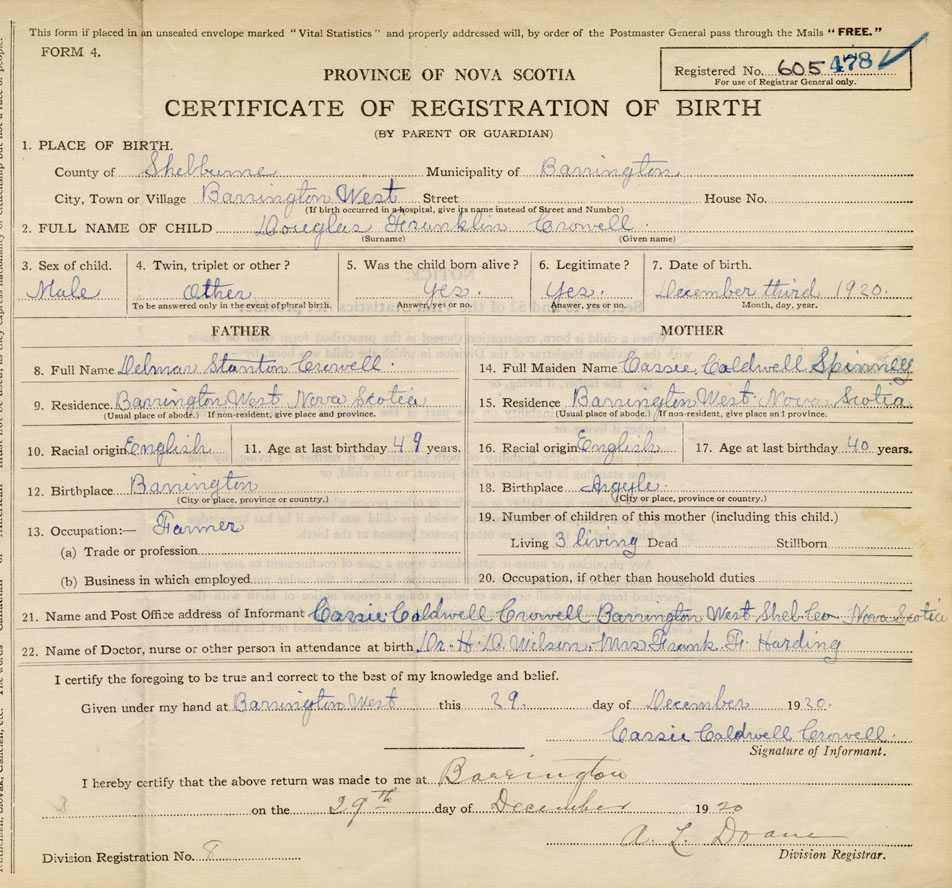 This form if placed in an unsealed envelope marked "Vital Statistics" and properly addressed will, by order of the Postmaster General pass through the Mails "FREE."
FORM 4.
Registered No. 605 478
For use of Registrar General only.
PROVINCE OF NOVA SCOTIA
CERTIFICATE OF REGISTRATION OF BIRTH
(BY PARENT OR GUARDIAN)
1. PLACE OF BIRTH.
County of Shelburne Municipality of Barrington
City, Town or Village Barrington West Street House No.
(If birth occurred in a hospital, give its name instead of Street and Number)
2. FULL NAME OF CHILD Douglas Franklin Crowell
(Surname) (Given name)
3. Sex of child. 4. Twin, triplet or other? 5. Was the child born alive? 6. Legitimate? 7. Date of birth.
Male Other Yes. Yes. December third 1920.
To be answered only in the event of plural birth. Answer, yes or no. Answer, yes or no. Month, day, year.
FATHER MOTHER
8. Full Name Delmar Stanton Crowell. 14. Full Maiden Name Cassie Caldwell Spinney
9. Residence. Barrington West Nova Scotia 15. Residence Barrington West Nova Scotia
(Usual place of abode.) If non-resident, give place and province. (Usual place of abode.) If non-resident, give place and province.
10. Racial origin English 11. Age at last birthday 49 years. 16. Racial origin English 17. Age at last birthday 40 years.
12. Birthplace Barrington 18. Birthplace Argyle.
(City or place, province or country.) (City or place, province or country.)
13. Occupation:— Farmer 19. Number of children of this mother (including this child.)
(a) Trade or profession Living 3 living Dead Stillborn
(b) Business in which employed 20. Occupation, if other than household duties
21. Name and Post Office address of Informant Cassie Caldwell Crowell Barrington West Shel. Co. Nova Scotia
22. Name of Doctor, nurse or other person in attendance at birth Dr. H. D. Wilson. Mrs Frank F. Harding
I certify the foregoing to be true and correct to the best of my knowledge and belief.
Given under my hand at Barrington West this 29. day of December 1920.
Cassie Caldwell Crowell
Signature of Informant.
I hereby certify that the above return was made to me at Barrington
on the 29th day of December 1920
A. L. Doane
Division Registration No. 8 Division Registrar.